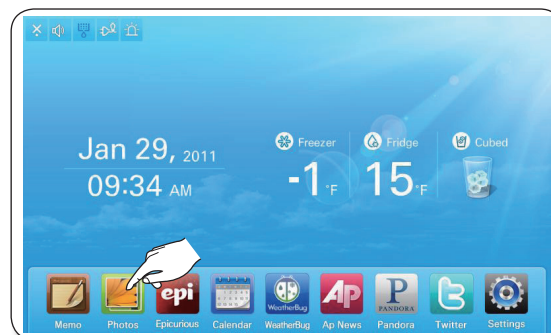 Jan 29, 2011
09:34 AM
Freezer
-1 °F
Fridge
15 °F
Cubed
epi
WeatherBug
AP
P
PANDORA
Memo
Photos
Epicurious
Calendar
WeatherBug
Ap News
Pandora
Twitter
Settings